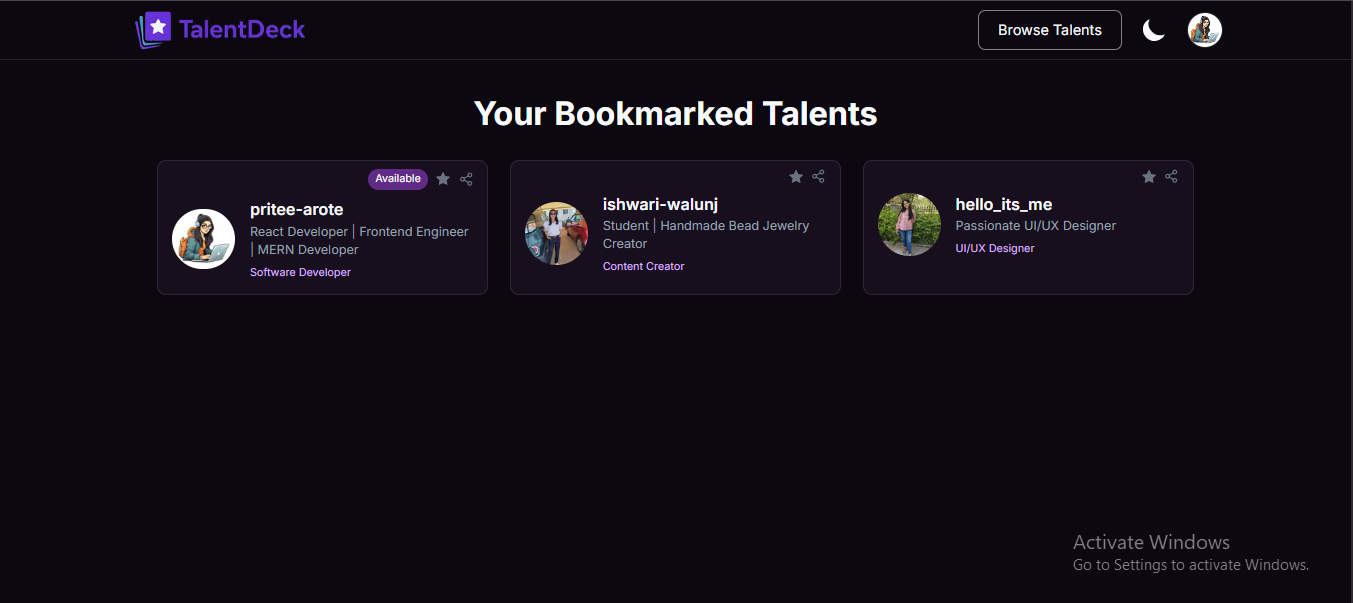 TalentDeck
Browse Talents
Your Bookmarked Talents
Available
pritee-arote
React Developer | Frontend Engineer
| MERN Developer
Software Developer
ishwari-walunj
Student | Handmade Bead Jewelry
Creator
Content Creator
hello_its_me
Passionate UI/UX Designer
UI/UX Designer
Activate Windows
Go to Settings to activate Windows.